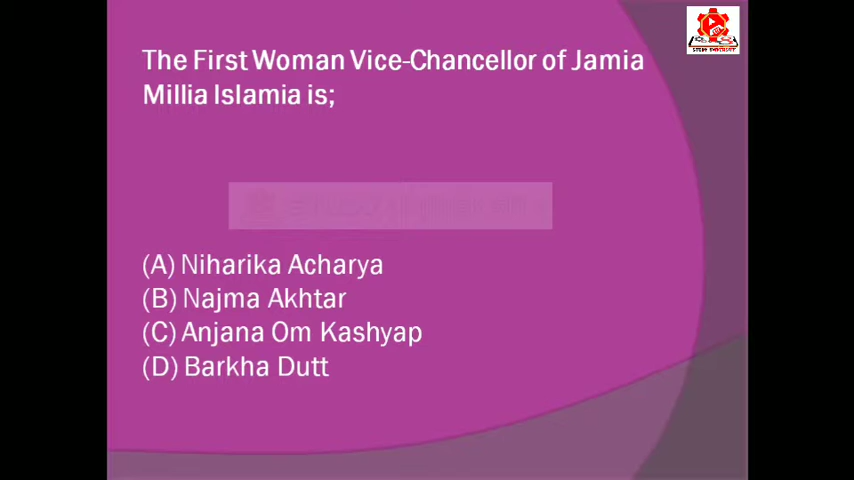 The First Woman Vice-Chancellor of Jamia
Millia Islamia is;
(A) Niharika Acharya
(B) Najma Akhtar
(C) Anjana Om Kashyap
(D) Barkha Dutt